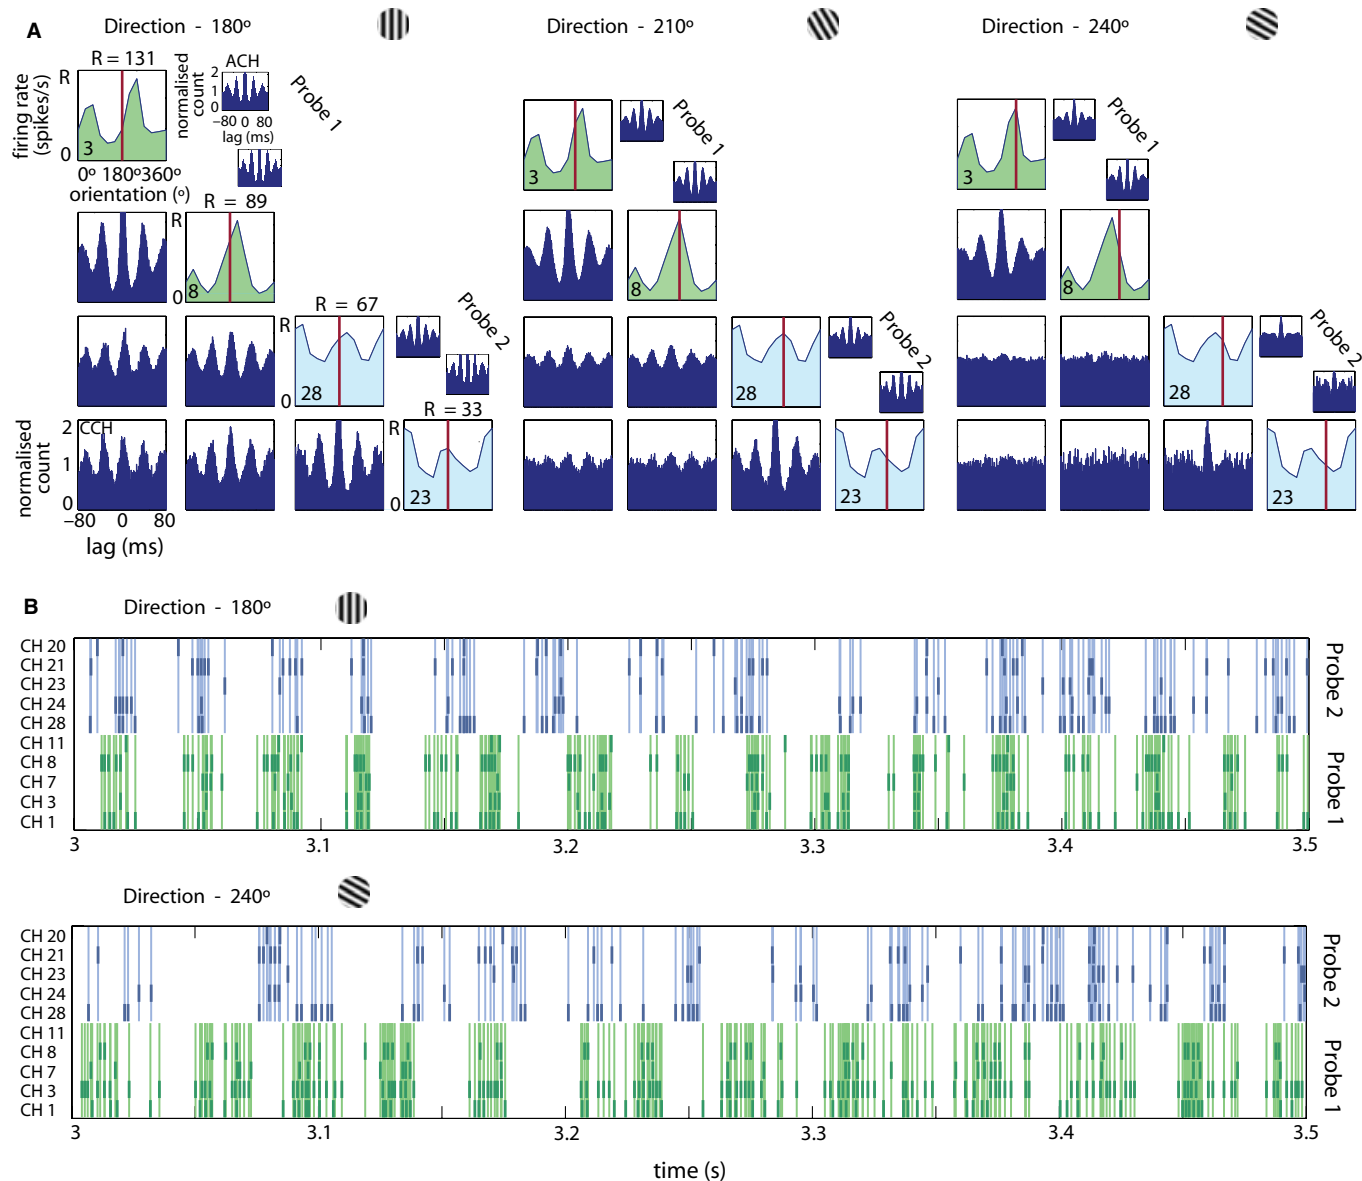 A
Direction - 180º
Direction - 210º
Direction - 240º
R = 131
firing rate
(spikes/s)
R
0
3
0º 180º 360º
orientation (º)
normalised
count
ACH
2
1
0
−80 0 80
lag (ms)
Probe 1
R = 89
R
0
8
R = 67
R
0
28
Probe 2
R = 33
R
0
23
normalised
count
CCH
2
1
0
−80 0 80
lag (ms)
3
Probe 1
8
28
Probe 2
23
3
Probe 1
8
28
Probe 2
23
B
Direction - 180º
CH 20
CH 21
CH 23
CH 24
CH 28
CH 11
CH 8
CH 7
CH 3
CH 1
Probe 2
Probe 1
3 3.1 3.2 3.3 3.4 3.5
Direction - 240º
CH 20
CH 21
CH 23
CH 24
CH 28
CH 11
CH 8
CH 7
CH 3
CH 1
Probe 2
Probe 1
3 3.1 3.2 3.3 3.4 3.5
time (s)